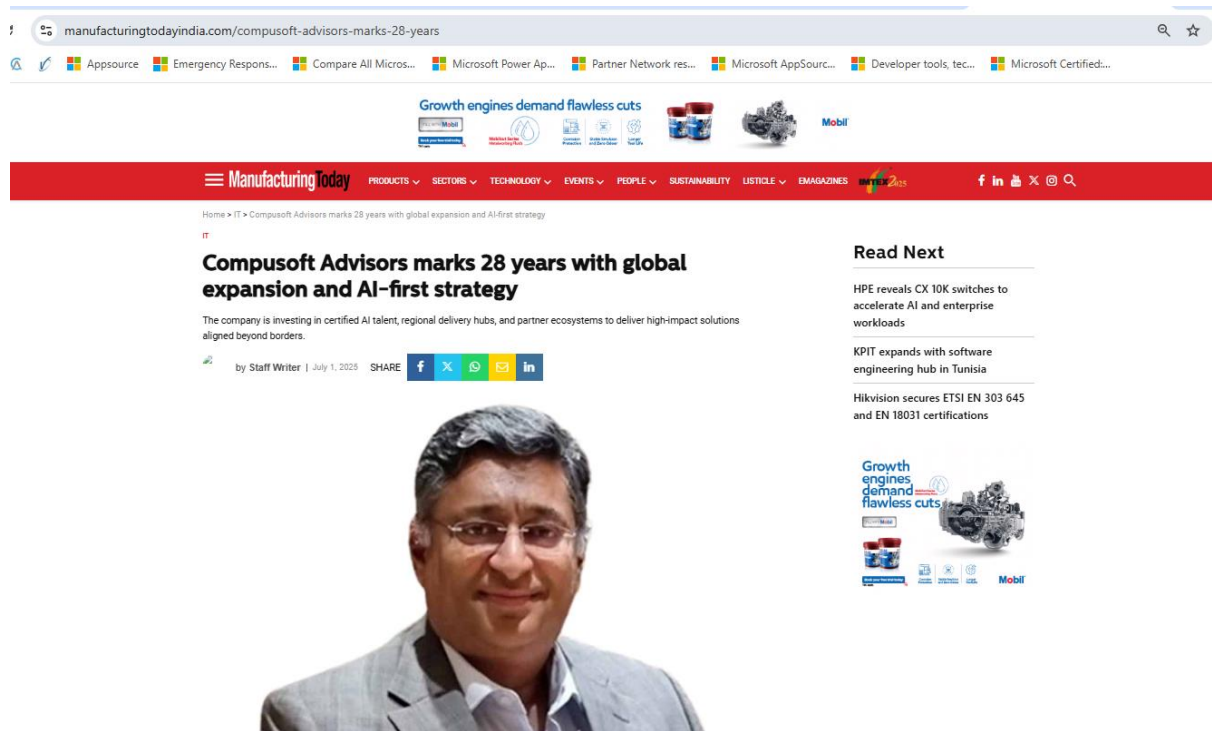 manufacturingtodayindia.com/compusoft-advisors-marks-28-years
Appsource
Emergency Respons...
Compare All Micros...
Microsoft Power Ap...
Partner Network res...
Microsoft AppSourc...
Developer tools, tec...
Microsoft Certified:...
Growth engines demand flawless cuts
Mobil
ManufacturingToday
PRODUCTS
SECTORS
TECHNOLOGY
EVENTS
PEOPLE
SUSTAINABILITY
LISTICLE
EMAGAZINES
IMTEX2025
Home > IT > Compusoft Advisors marks 28 years with global expansion and AI-first strategy
IT
Compusoft Advisors marks 28 years with global
expansion and AI-first strategy
The company is investing in certified AI talent, regional delivery hubs, and partner ecosystems to deliver high-impact solutions
aligned beyond borders.
by Staff Writer | July 1, 2025 SHARE
Read Next
HPE reveals CX 10K switches to
accelerate AI and enterprise
workloads
KPIT expands with software
engineering hub in Tunisia
Hikvision secures ETSI EN 303 645
and EN 18031 certifications
Growth
engines
demand
flawless cuts
Mobil